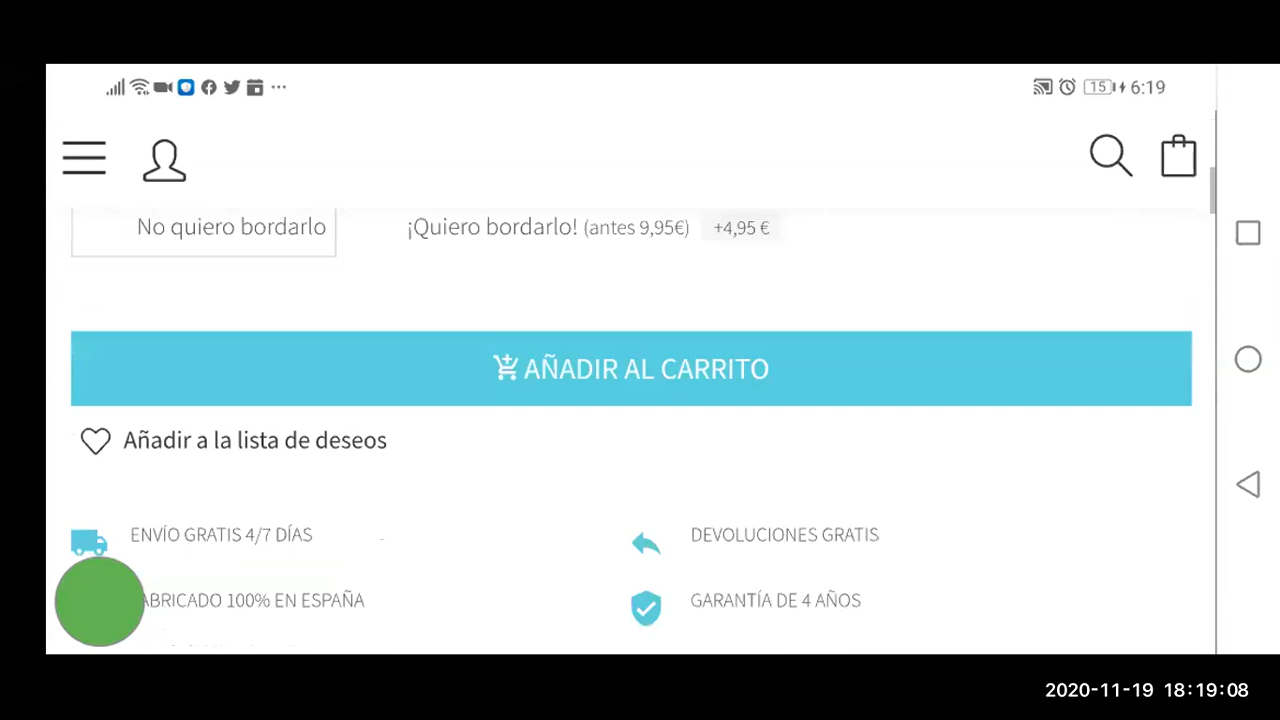 15 6:19
No quiero bordarlo ¡Quiero bordarlo! (antes 9,95€) +4,95 €
AÑADIR AL CARRITO
Añadir a la lista de deseos
ENVÍO GRATIS 4/7 DÍAS DEVOLUCIONES GRATIS
ABRICADO 100% EN ESPAÑA GARANTÍA DE 4 AÑOS
2020-11-19 18:19:08